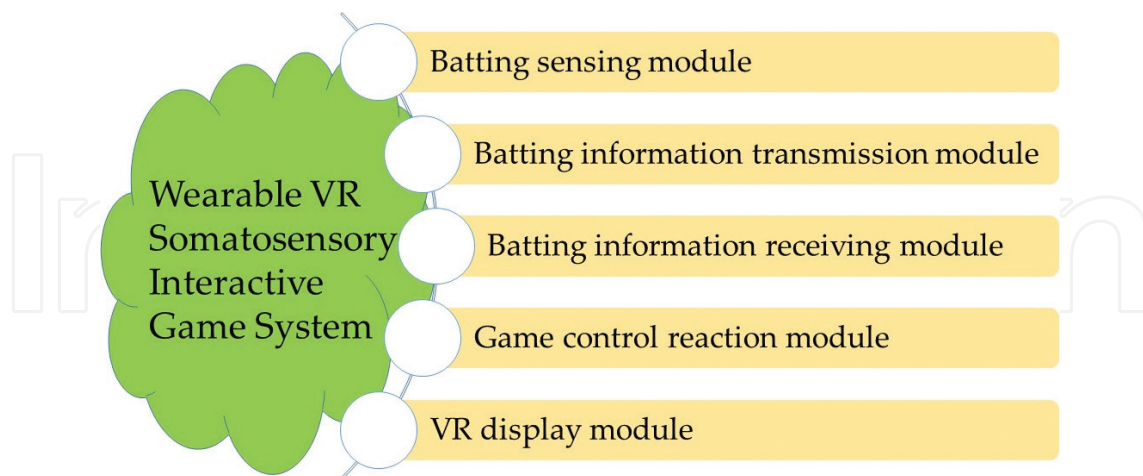 Wearable VR
Somatosensory
Interactive
Game System
Batting sensing module
Batting information transmission module
Batting information receiving module
Game control reaction module
VR display module